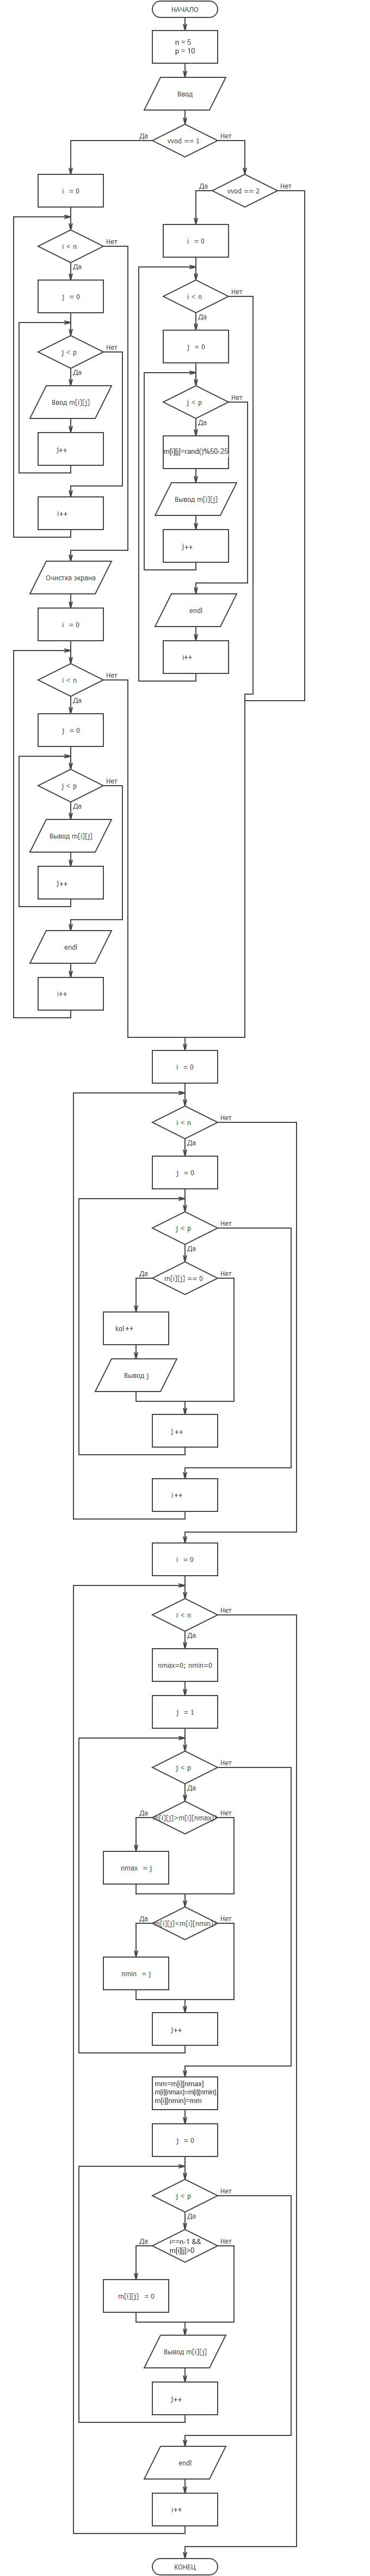 НАЧАЛО
n = 5
p = 10
Ввод
vvod == 1
Да
Нет
i = 0
i < n
Нет
Да
j = 0
j < p
Нет
Да
Ввод m[i][j]
j++
i++
Очистка экрана
i = 0
i < n
Нет
Да
j = 0
j < p
Нет
Да
Вывод m[i][j]
j++
endl
i++
vvod == 2
Да
Нет
i = 0
i < n
Нет
Да
j = 0
j < p
Нет
Да
m[i][j]=rand()%50-25
Вывод m[i][j]
j++
endl
i++
i = 0
i < n
Нет
Да
j = 0
j < p
Нет
Да
m[i][j] == 0
Да
Нет
kol++
Вывод j
j++
i++
i = 0
i < n
Нет
Да
nmax=0; nmin=0
j = 1
j < p
Нет
Да
m[i][j]>m[i][nmax]
Да
Нет
nmax = j
m[i][j]<m[i][nmin]
Да
Нет
nmin = j
j++
mm=m[i][nmax]
m[i][nmax]=m[i][nmin]
m[i][nmin]=mm
j = 0
j < p
Нет
Да
i==n-1 &&
m[i][j]>0
Да
Нет
m[i][j] = 0
Вывод m[i][j]
j++
endl
i++
КОНЕЦ